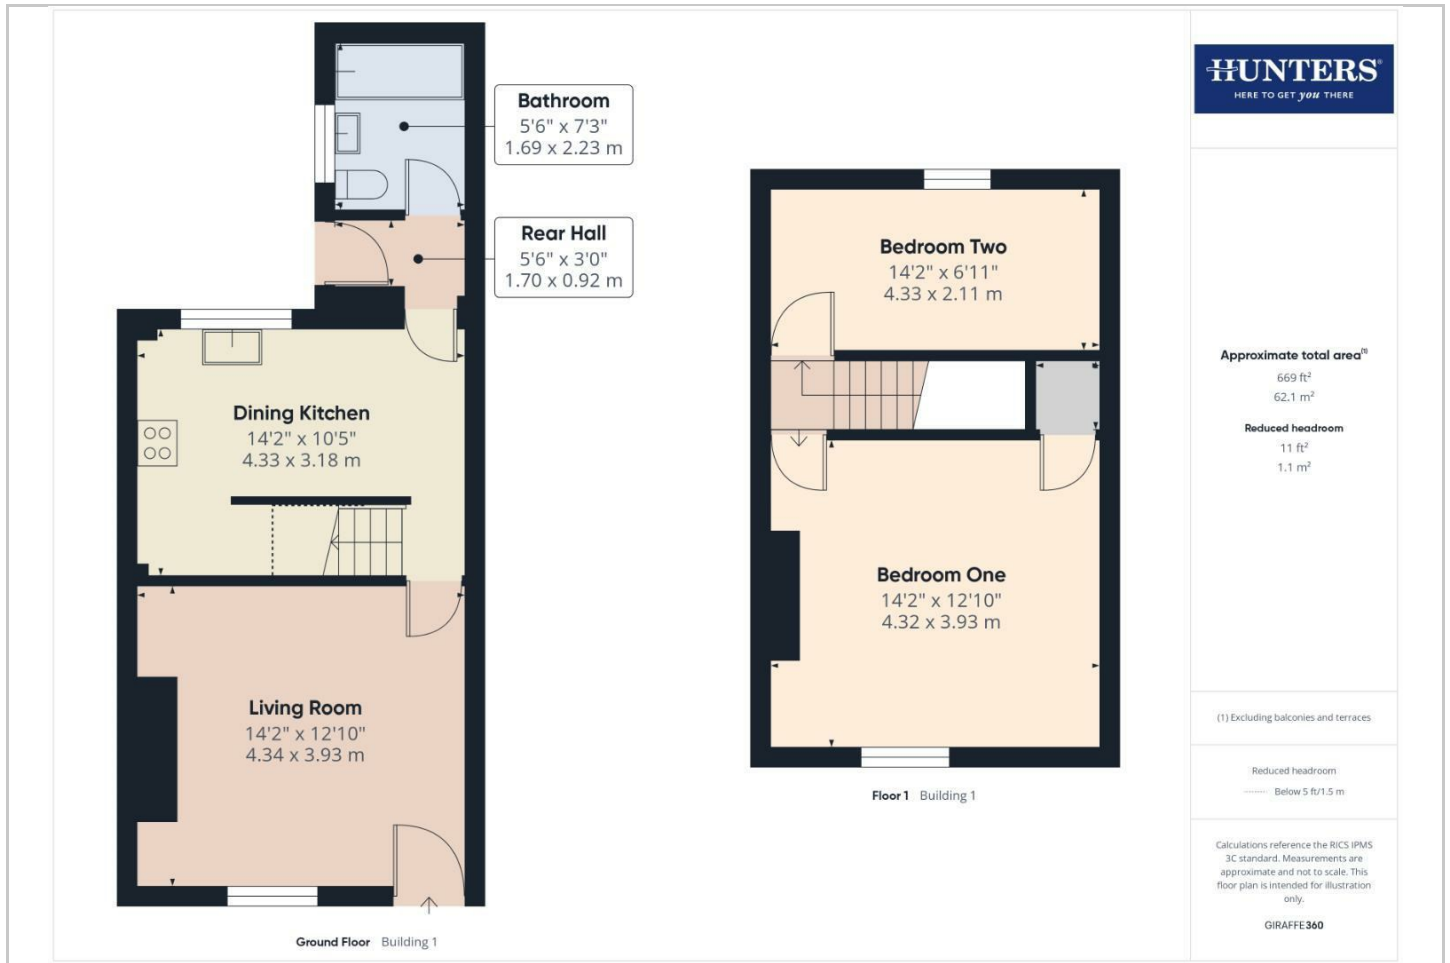 Bathroom
5'6" x 7'3"
1.69 x 2.23 m
Rear Hall
5'6" x 3'0"
1.70 x 0.92 m
Dining Kitchen
14'2" x 10'5"
4.33 x 3.18 m
Living Room
14'2" x 12'10"
4.34 x 3.93 m
Ground Floor Building 1
Bedroom Two
14'2" x 6'11"
4.33 x 2.11 m
Bedroom One
14'2" x 12'10"
4.32 x 3.93 m
Floor 1 Building 1
HUNTERS®
HERE TO GET you THERE
Approximate total area(1)
669 ft²
62.1 m²
Reduced headroom
11 ft²
1.1 m²
(1) Excluding balconies and terraces
Reduced headroom
Below 5 ft/1.5 m
Calculations reference the RICS IPMS
3C standard. Measurements are
approximate and not to scale. This
floor plan is intended for illustration
only.
GIRAFFE360